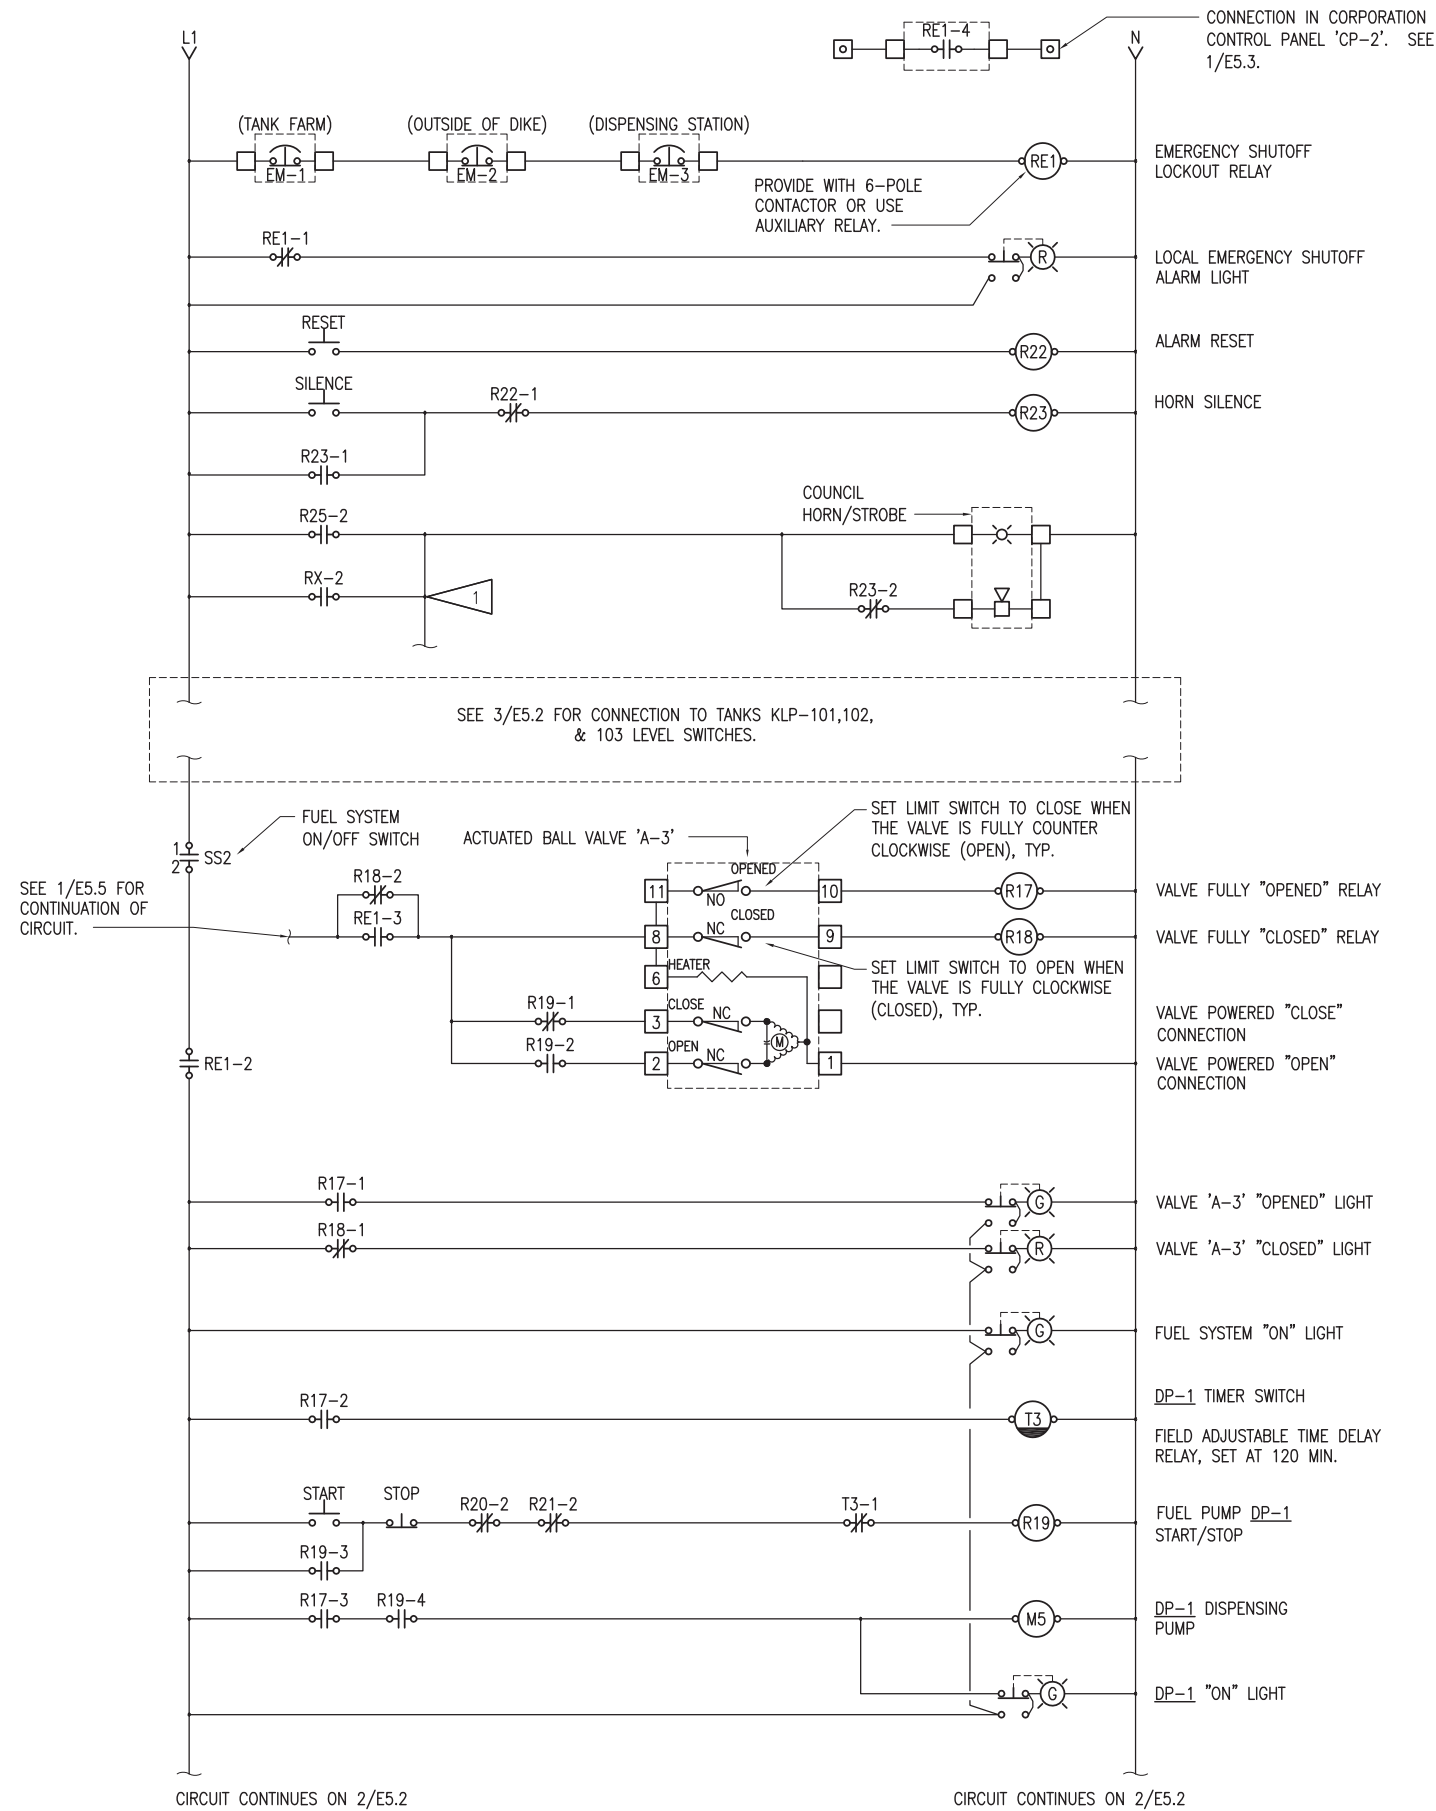 L1
RE1-4
N
CONNECTION IN CORPORATION
CONTROL PANEL 'CP-2'. SEE
1/E5.3.
(TANK FARM)
(OUTSIDE OF DIKE)
(DISPENSING STATION)
EM-1
EM-2
EM-3
RE1
EMERGENCY SHUTOFF
LOCKOUT RELAY
PROVIDE WITH 6-POLE
CONTACTOR OR USE
AUXILIARY RELAY.
RE1-1
R
LOCAL EMERGENCY SHUTOFF
ALARM LIGHT
RESET
R22
ALARM RESET
SILENCE
R22-1
R23
HORN SILENCE
R23-1
R25-2
COUNCIL
HORN/STROBE
RX-2
1
R23-2
SEE 3/E5.2 FOR CONNECTION TO TANKS KLP-101,102,
& 103 LEVEL SWITCHES.
FUEL SYSTEM
ON/OFF SWITCH
1
2
SS2
ACTUATED BALL VALVE 'A-3'
SET LIMIT SWITCH TO CLOSE WHEN
THE VALVE IS FULLY COUNTER
CLOCKWISE (OPEN), TYP.
SEE 1/E5.5 FOR
CONTINUATION OF
CIRCUIT.
R18-2
RE1-3
OPENED
11
NO
10
R17
VALVE FULLY "OPENED" RELAY
CLOSED
8
NC
9
R18
VALVE FULLY "CLOSED" RELAY
HEATER
6
SET LIMIT SWITCH TO OPEN WHEN
THE VALVE IS FULLY CLOCKWISE
(CLOSED), TYP.
R19-1
CLOSE
3
NC
M
VALVE POWERED "CLOSE"
CONNECTION
RE1-2
R19-2
OPEN
2
NC
1
VALVE POWERED "OPEN"
CONNECTION
R17-1
G
VALVE 'A-3' "OPENED" LIGHT
R18-1
R
VALVE 'A-3' "CLOSED" LIGHT
G
FUEL SYSTEM "ON" LIGHT
R17-2
T3
DP-1 TIMER SWITCH
FIELD ADJUSTABLE TIME DELAY
RELAY, SET AT 120 MIN.
START
STOP
R20-2
R21-2
T3-1
R19
FUEL PUMP DP-1
START/STOP
R19-3
R17-3
R19-4
M5
DP-1 DISPENSING
PUMP
G
DP-1 "ON" LIGHT
CIRCUIT CONTINUES ON 2/E5.2
CIRCUIT CONTINUES ON 2/E5.2